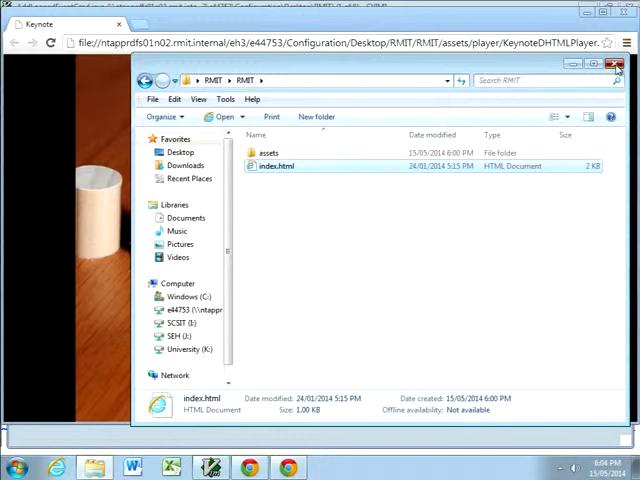 Keynote
file://ntapprdfs01n02.rmit.internal/eh3/e44753/Configuration/Desktop/RMIT/RMIT/assets/player/KeynoteDHTMLPlayer.
RMIT RMIT Search RMIT
File Edit View Tools Help
Organize Open Print New folder
Name Date modified Type Size
Favorites
Desktop
Downloads
Recent Places
Libraries
Documents
Music
Pictures
Videos
Computer
Windows (C:)
e44753 (\\ntappr
SCSIT (I:)
SEH (J:)
University (K:)
Network
assets 15/05/2014 6:00 PM File folder
index.html 24/01/2014 5:15 PM HTML Document 2 KB
index.html Date modified: 24/01/2014 5:15 PM Date created: 15/05/2014 6:00 PM
HTML Document Size: 1.00 KB Offline availability: Not available
6:04 PM
15/05/2014